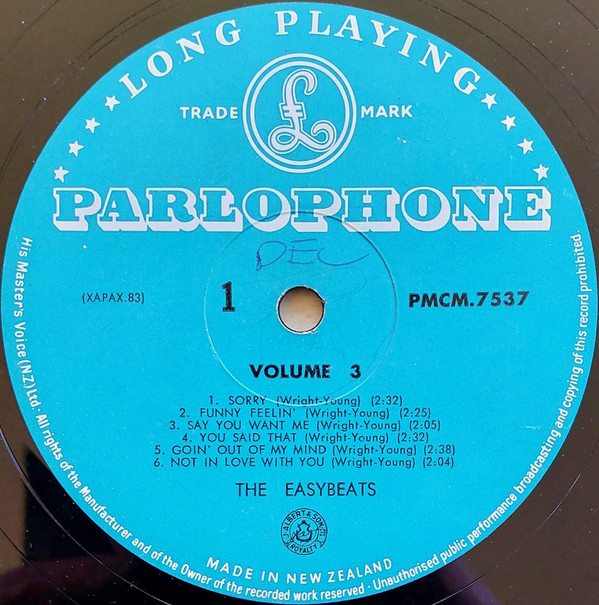 LONG PLAYING
TRADE MARK
£
PARLOPHONE
DEC
(XAPAX.83)
1
PMCM.7537
VOLUME 3
1. SORRY (Wright-Young) (2:32)
2. FUNNY FEELIN' (Wright-Young) (2:25)
3. SAY YOU WANT ME (Wright-Young) (2:05)
4. YOU SAID THAT (Wright-Young) (2:32)
5. GOIN' OUT OF MY MIND (Wright-Young) (2:38)
6. NOT IN LOVE WITH YOU (Wright-Young) (2:04)
THE EASYBEATS
J. ALBERT & SON
ROYALTY
MADE IN NEW ZEALAND
His Master's Voice (N.Z.) Ltd · All rights of the Manufacturer and of the Owner of the recorded work reserved · Unauthorised public performance broadcasting and copying of this record prohibited.